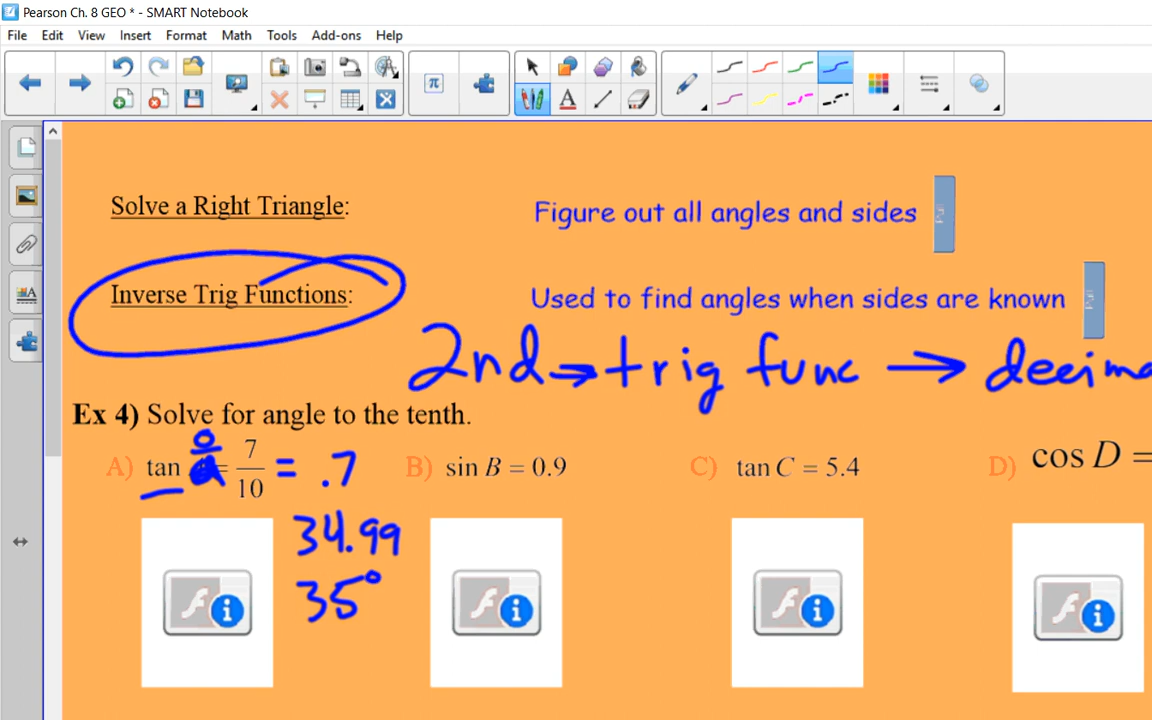 Pearson Ch. 8 GEO * - SMART Notebook
File Edit View Insert Format Math Tools Add-ons Help
Solve a Right Triangle: Figure out all angles and sides
Inverse Trig Functions: Used to find angles when sides are known
2nd → trig func → decima
Ex 4) Solve for angle to the tenth.
A) tan = 7/10 = .7 B) sin B = 0.9 C) tan C = 5.4 D) cos D =
34.99
35°